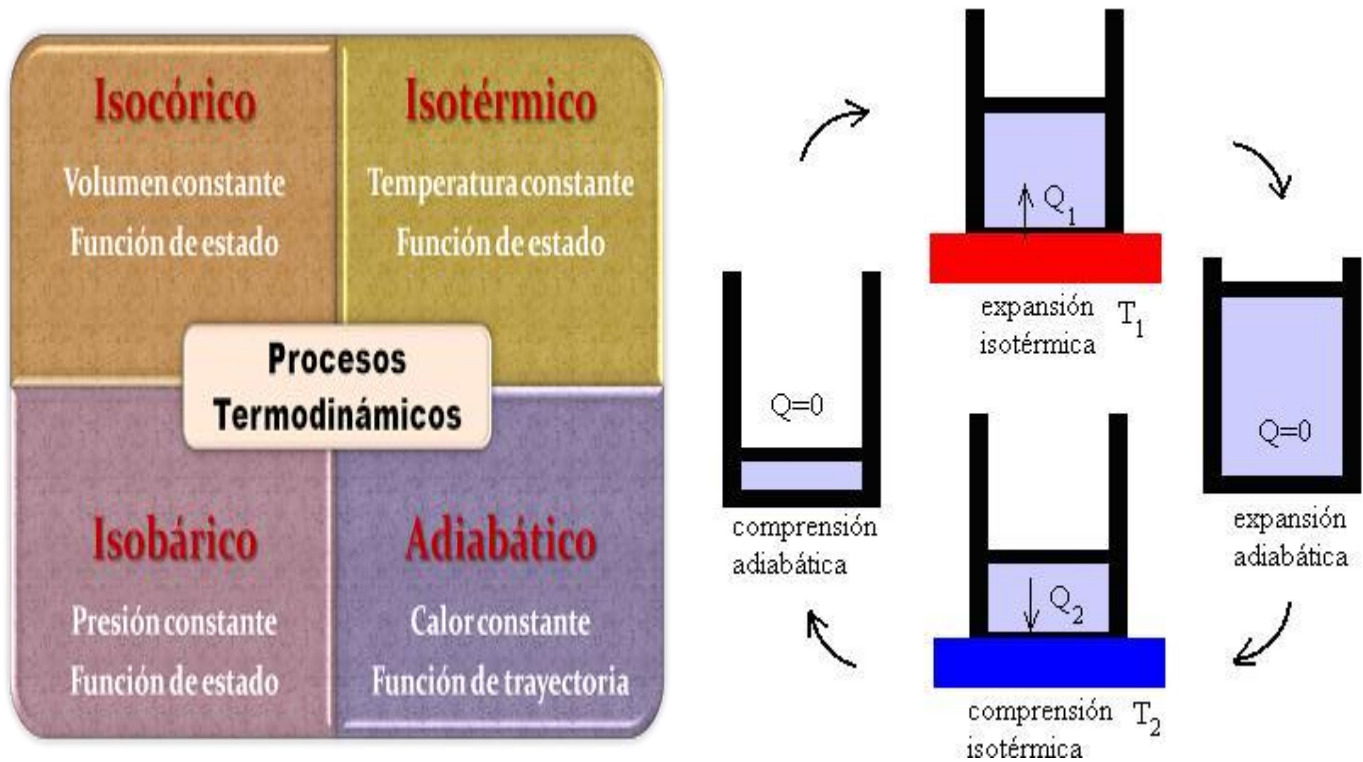 Isocórico
Volumen constante
Función de estado
Isotérmico
Temperatura constante
Función de estado
Procesos
Termodinámicos
Isobárico
Presión constante
Función de estado
Adiabático
Calor constante
Función de trayectoria
Q1
expansión T1
isotérmica
Q=0
expansión
adiabática
Q2
comprensión T2
isotérmica
Q=0
comprensión
adiabática